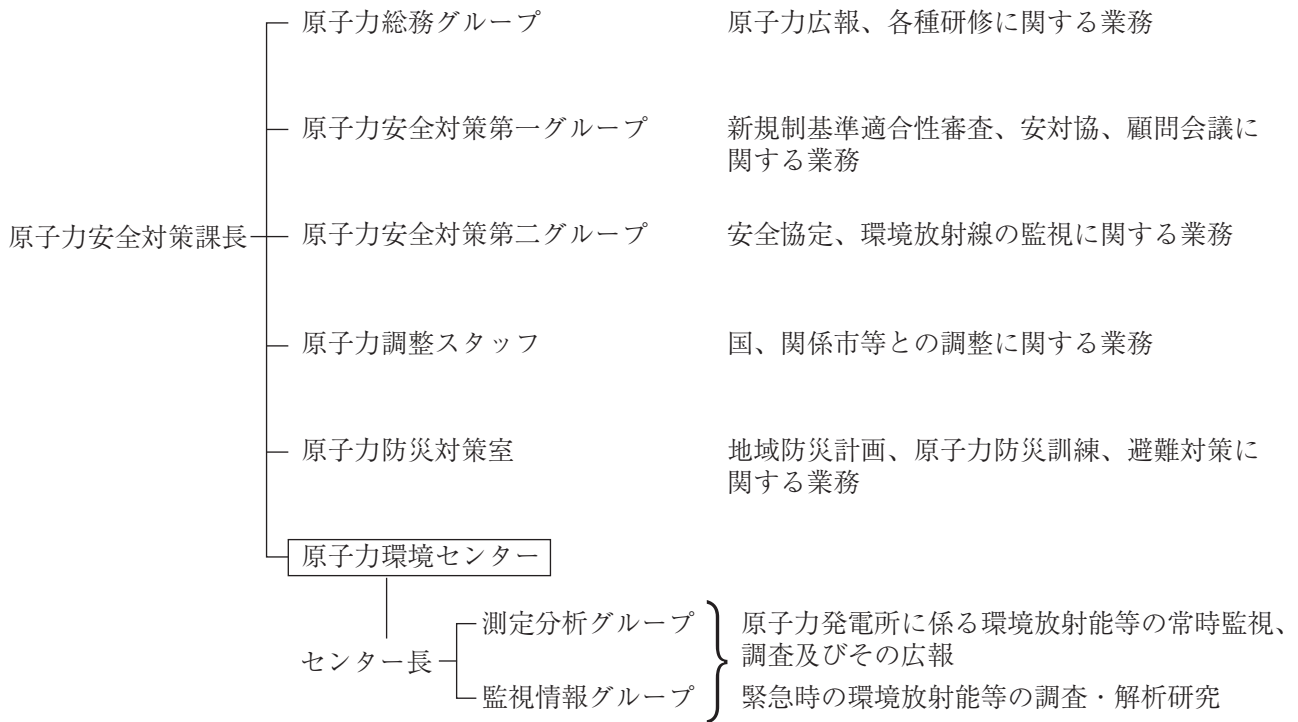 原子力総務グループ 原子力広報、各種研修に関する業務
原子力安全対策第一グループ 新規制基準適合性審査、安対協、顧問会議に
関する業務
原子力安全対策課長 原子力安全対策第二グループ 安全協定、環境放射線の監視に関する業務
原子力調整スタッフ 国、関係市等との調整に関する業務
原子力防災対策室 地域防災計画、原子力防災訓練、避難対策に
関する業務
原子力環境センター
測定分析グループ 原子力発電所に係る環境放射能等の常時監視、
調査及びその広報
センター長
監視情報グループ 緊急時の環境放射能等の調査・解析研究